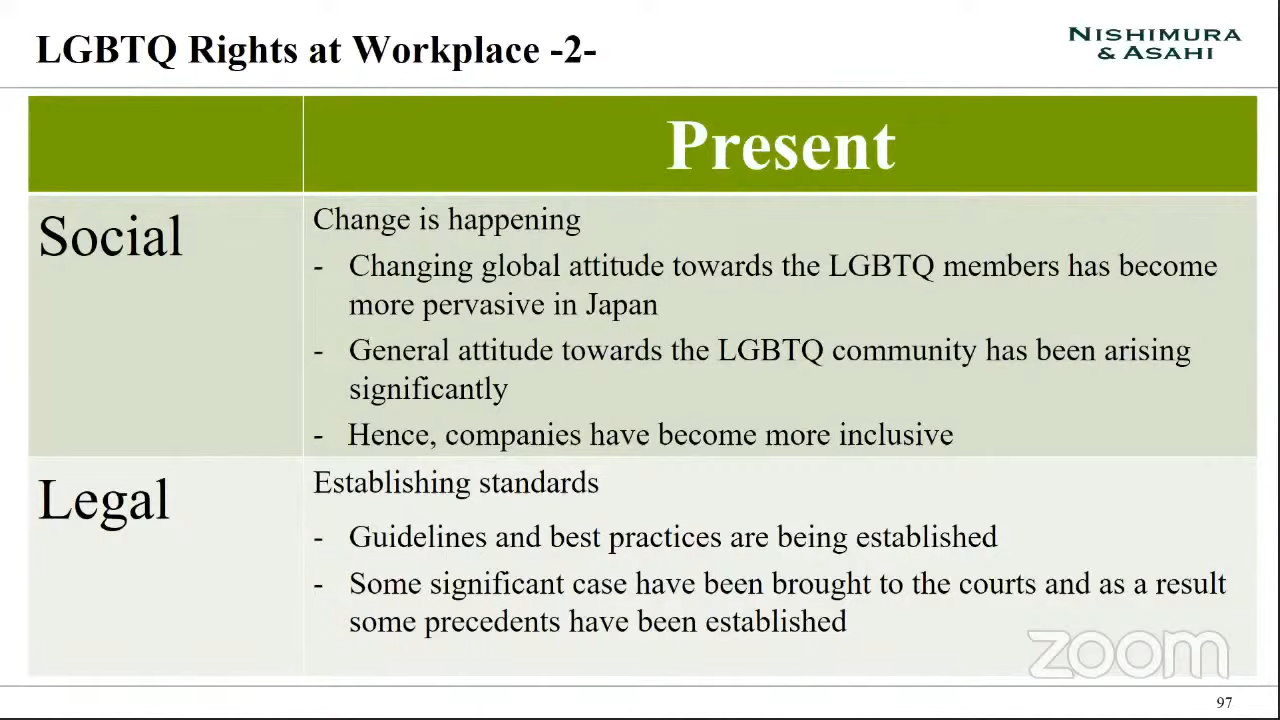 LGBTQ Rights at Workplace -2-
NISHIMURA
& ASAHI
Present
Social
Change is happening
- Changing global attitude towards the LGBTQ members has become
more pervasive in Japan
- General attitude towards the LGBTQ community has been arising
significantly
- Hence, companies have become more inclusive
Legal
Establishing standards
- Guidelines and best practices are being established
- Some significant case have been brought to the courts and as a result
some precedents have been established
zoom
97